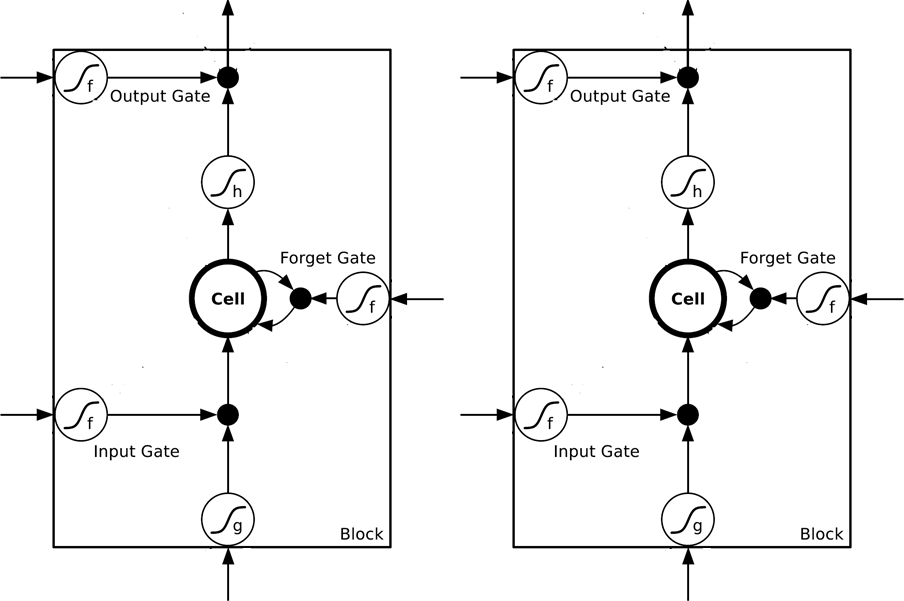 f
Output Gate
h
Forget Gate
Cell
f
f
Input Gate
g
Block
f
Output Gate
h
Forget Gate
Cell
f
f
Input Gate
g
Block